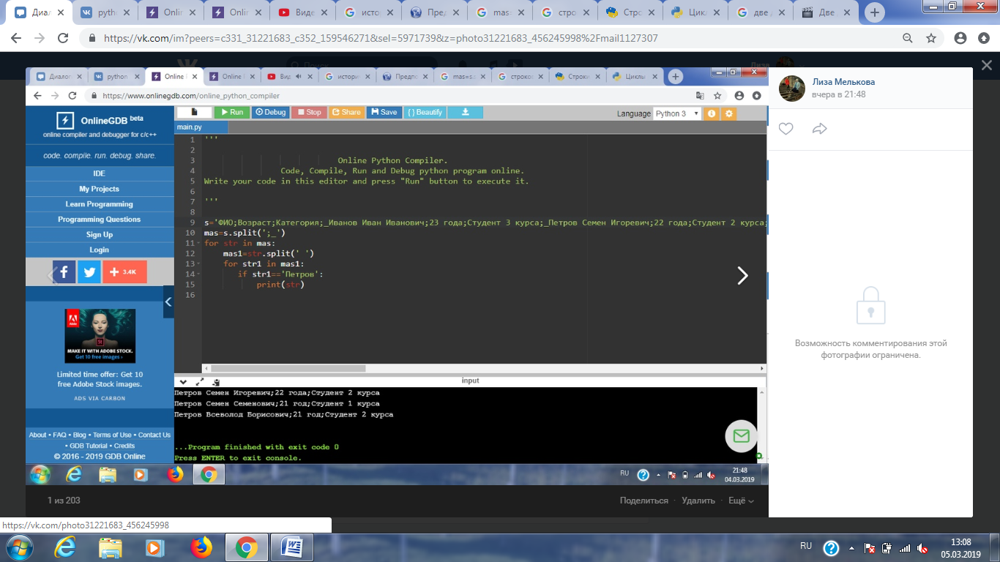 Диал
pyth
Onlin
Onlin
Виде
исто
Пред
mas=
стро
Стро
Цикл
две д
Две
https://vk.com/im?peers=c331_31221683_c352_159546271&sel=5971739&z=photo31221683_456245998%2Fmail1127307
Диалог
python
Online
Online
Вид
истори
Предпо
mas=s
строков
Строки
Циклы
https://www.onlinegdb.com/online_python_compiler
OnlineGDB beta
online compiler and debugger for c/c++
code. compile. run. debug. share.
IDE
My Projects
Learn Programming
Programming Questions
Sign Up
Login
3.4K
MAKE IT WITH ADOBE STOCK.
Get 10 free images ›
Limited time offer: Get 10
free Adobe Stock images.
ADS VIA CARBON
About • FAQ • Blog • Terms of Use • Contact Us
• GDB Tutorial • Credits
© 2016 - 2019 GDB Online
Run Debug Stop Share Save { } Beautify
Language Python 3
main.py
1 '''
2
3 Online Python Compiler.
4 Code, Compile, Run and Debug python program online.
5 Write your code in this editor and press "Run" button to execute it.
6
7 '''
8
9 s='ФИО;Возраст;Категория;_Иванов Иван Иванович;23 года;Студент 3 курса;_Петров Семен Игоревич;22 года;Студент 2 курса;
10 mas=s.split(';_')
11 for str in mas:
12 mas1=str.split(' ')
13 for str1 in mas1:
14 if str1=='Петров':
15 print(str)
16
input
Петров Семен Игоревич;22 года;Студент 2 курса
Петров Семен Семенович;21 год;Студент 1 курса
Петров Всеволод Борисович;21 год;Студент 2 курса
...Program finished with exit code 0
Press ENTER to exit console.
RU
21:48
04.03.2019
1 из 203
Поделиться · Удалить · Ещё
Лиза Мелькова
вчера в 21:48
Возможность комментирования этой
фотографии ограничена.
https://vk.com/photo31221683_456245998
RU
13:08
05.03.2019